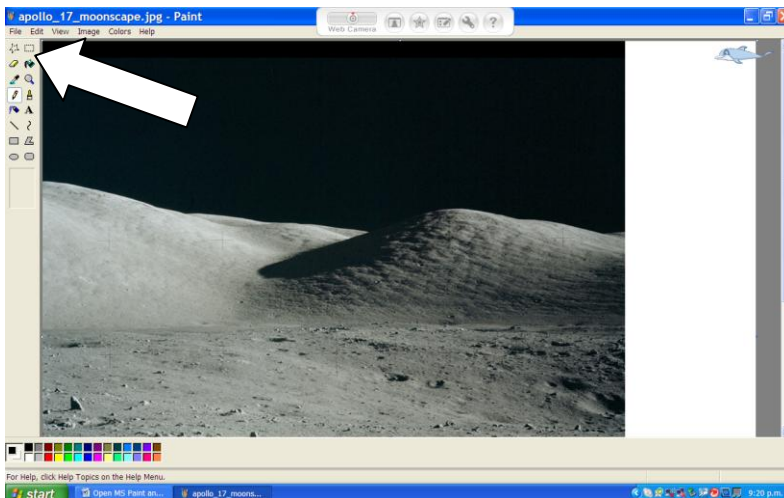 apollo_17_moonscape.jpg - Paint
Web Camera
File Edit View Image Colors Help
A
For Help, click Help Topics on the Help Menu.
start
Open MS Paint an...
apollo_17_moons...
9:20 p.m.